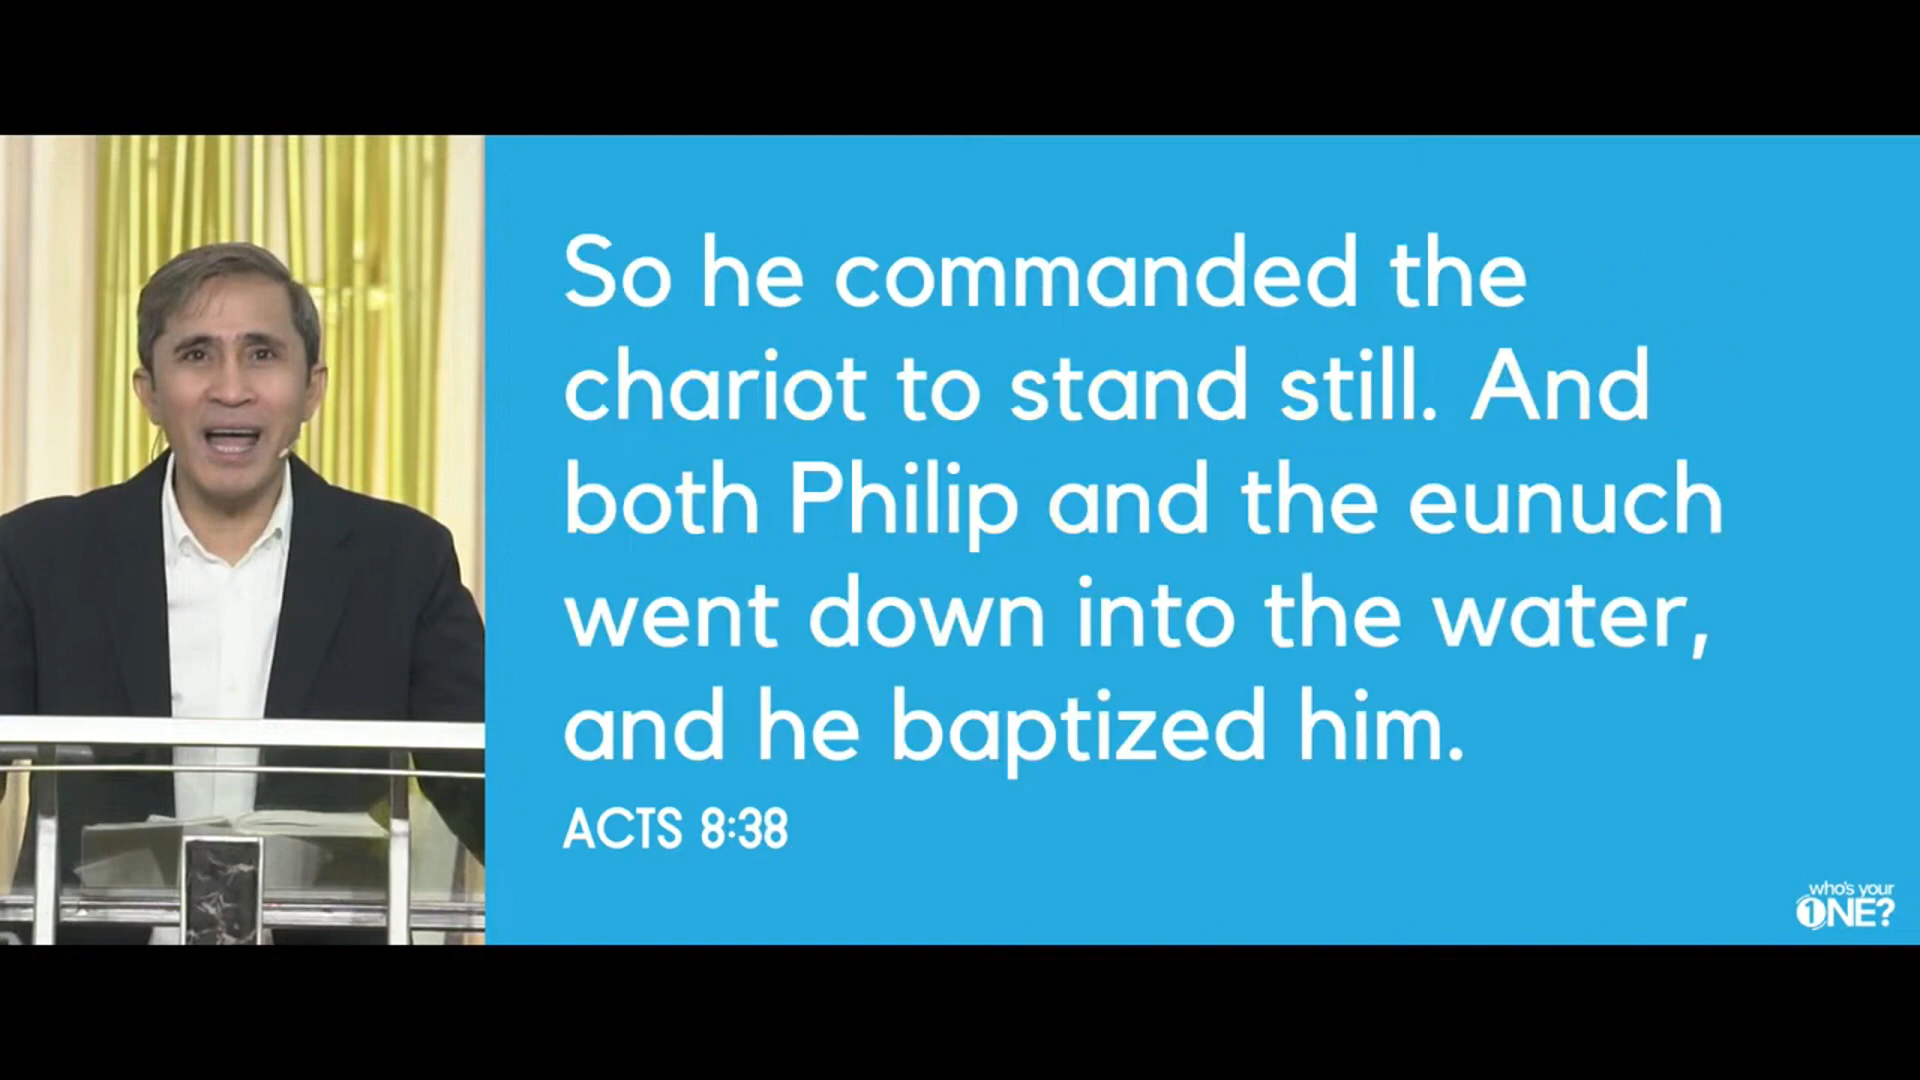 So he commanded the
chariot to stand still. And
both Philip and the eunuch
went down into the water,
and he baptized him.
ACTS 8:38
who's your
ONE?